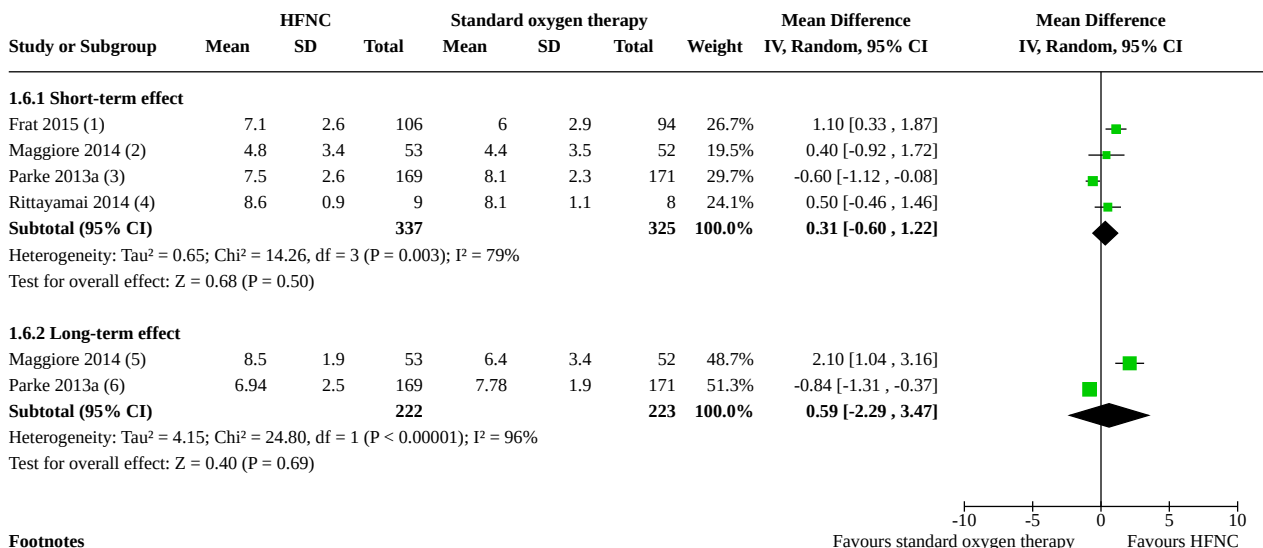 HFNC Standard oxygen therapy Mean Difference Mean Difference
Study or Subgroup Mean SD Total Mean SD Total Weight IV, Random, 95% CI IV, Random, 95% CI
1.6.1 Short-term effect
Frat 2015 (1) 7.1 2.6 106 6 2.9 94 26.7% 1.10 [0.33 , 1.87]
Maggiore 2014 (2) 4.8 3.4 53 4.4 3.5 52 19.5% 0.40 [-0.92 , 1.72]
Parke 2013a (3) 7.5 2.6 169 8.1 2.3 171 29.7% -0.60 [-1.12 , -0.08]
Rittayamai 2014 (4) 8.6 0.9 9 8.1 1.1 8 24.1% 0.50 [-0.46 , 1.46]
Subtotal (95% CI) 337 325 100.0% 0.31 [-0.60 , 1.22]
Heterogeneity: Tau² = 0.65; Chi² = 14.26, df = 3 (P = 0.003); I² = 79%
Test for overall effect: Z = 0.68 (P = 0.50)
1.6.2 Long-term effect
Maggiore 2014 (5) 8.5 1.9 53 6.4 3.4 52 48.7% 2.10 [1.04 , 3.16]
Parke 2013a (6) 6.94 2.5 169 7.78 1.9 171 51.3% -0.84 [-1.31 , -0.37]
Subtotal (95% CI) 222 223 100.0% 0.59 [-2.29 , 3.47]
Heterogeneity: Tau² = 4.15; Chi² = 24.80, df = 1 (P < 0.00001); I² = 96%
Test for overall effect: Z = 0.40 (P = 0.69)
-10 -5 0 5 10
Footnotes Favours standard oxygen therapy Favours HFNC